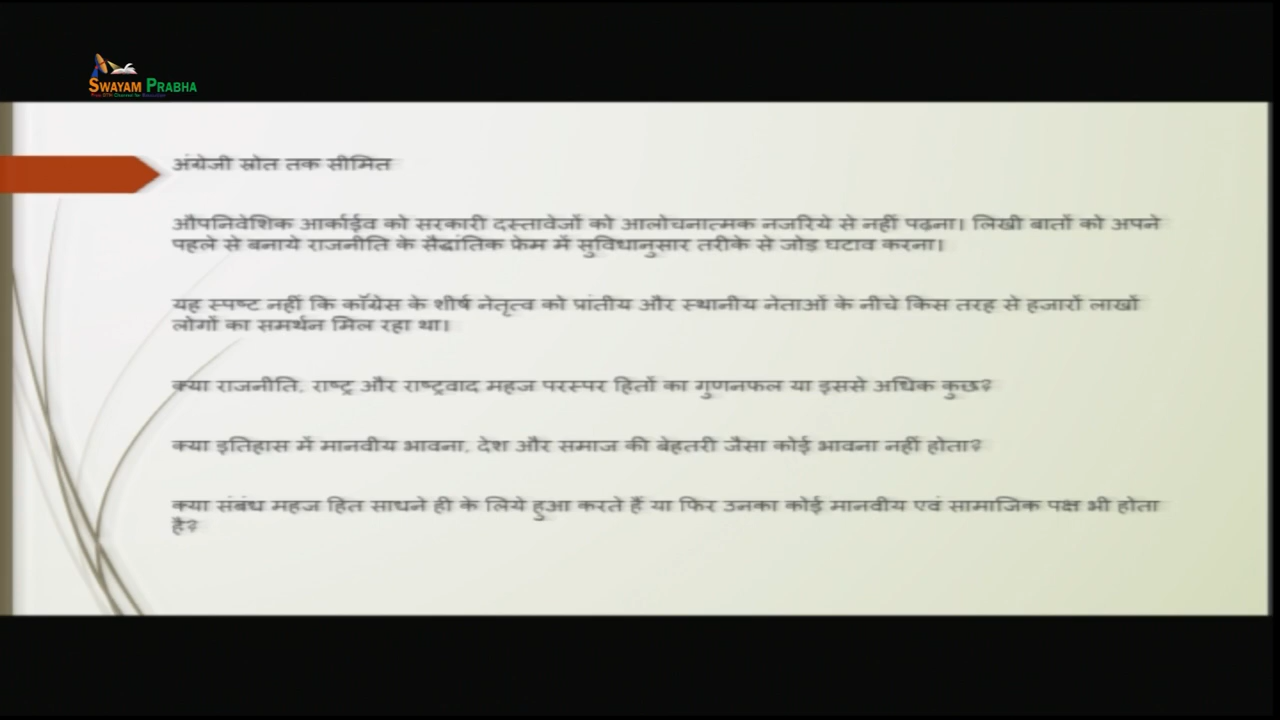 SWAYAM PRABHA
अंग्रेजी स्रोत तक सीमित
औपनिवेशिक आर्काईव को सरकारी दस्तावेजों को आलोचनात्मक नजरिये से नहीं पढ़ना। लिखी बातों को अपने
पहले से बनाये राजनीति के सैद्धांतिक फ्रेम में सुविधानुसार तरीके से जोड़ घटाव करना।
यह स्पष्ट नहीं कि काँग्रेस के शीर्ष नेतृत्व को प्रांतीय और स्थानीय नेताओं के नीचे किस तरह से हजारों लाखों
लोगों का समर्थन मिल रहा था।
क्या राजनीति, राष्ट्र और राष्ट्रवाद महज परस्पर हितों का गुणनफल या इससे अधिक कुछ?
क्या इतिहास में मानवीय भावना, देश और समाज की बेहतरी जैसा कोई भावना नहीं होता?
क्या संबंध महज हित साधने ही के लिये हुआ करते हैं या फिर उनका कोई मानवीय एवं सामाजिक पक्ष भी होता
है?